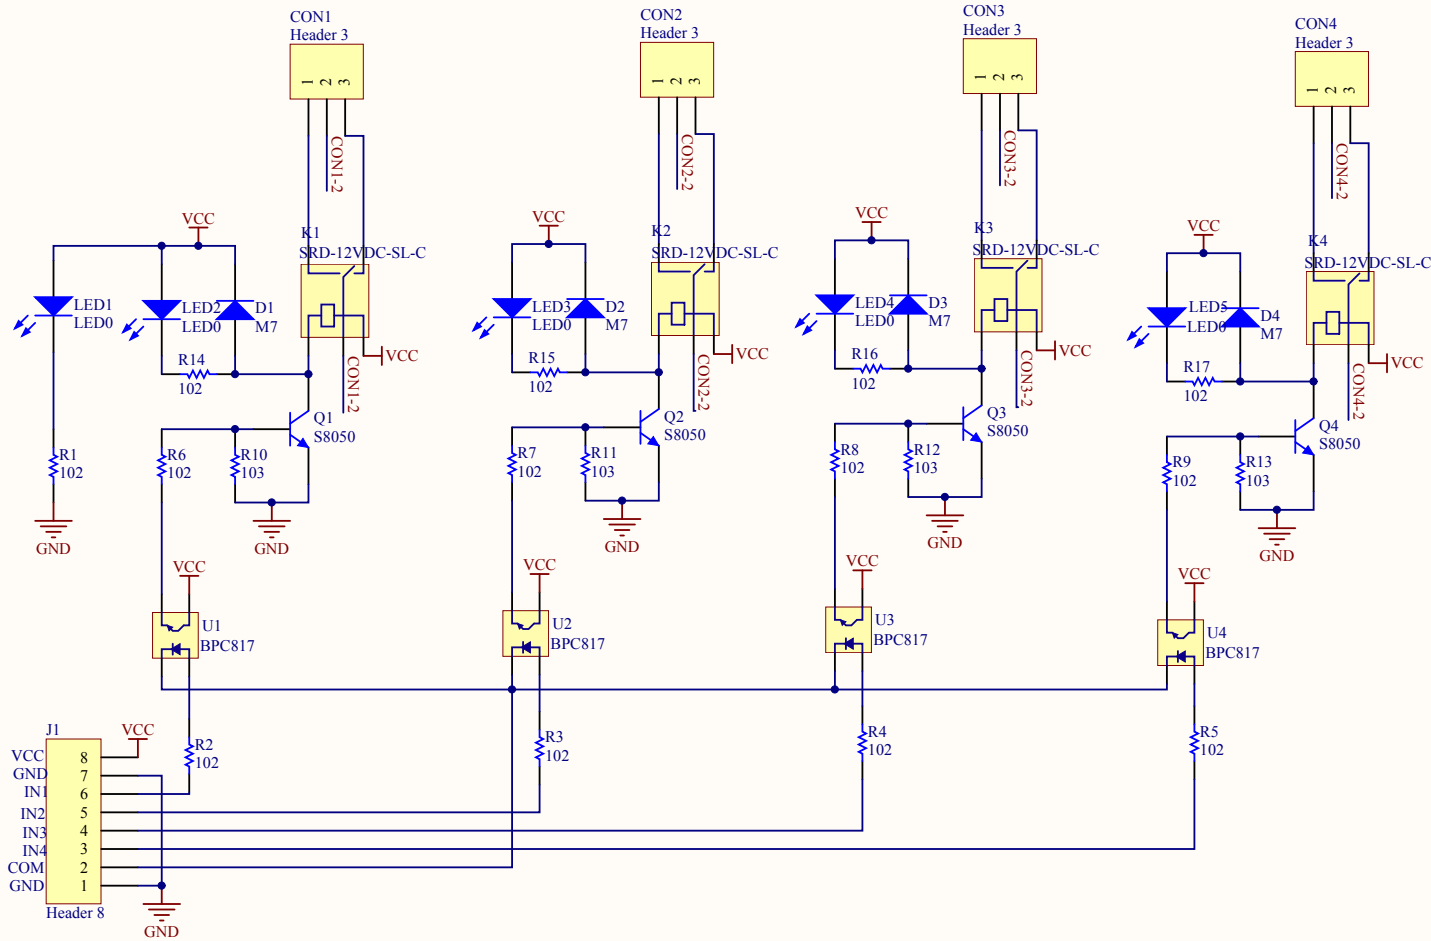 CON1
Header 3
1 2 3
CON1-2
CON2
Header 3
1 2 3
CON2-2
CON3
Header 3
1 2 3
CON3-2
CON4
Header 3
1 2 3
CON4-2
VCC
K1
SRD-12VDC-SL-C
LED1
LED0
LED2
LED0
D1
M7
R14
102
VCC
CON1-2
Q1
S8050
R1
102
R6
102
R10
103
GND
GND
VCC
K2
SRD-12VDC-SL-C
LED3
LED0
D2
M7
R15
102
VCC
CON2-2
Q2
S8050
R7
102
R11
103
GND
VCC
K3
SRD-12VDC-SL-C
LED4
LED0
D3
M7
R16
102
VCC
CON3-2
Q3
S8050
R8
102
R12
103
GND
VCC
K4
SRD-12VDC-SL-C
LED5
LED0
D4
M7
R17
102
VCC
CON4-2
Q4
S8050
R9
102
R13
103
GND
VCC
U1
BPC817
VCC
U2
BPC817
VCC
U3
BPC817
VCC
U4
BPC817
R2
102
R3
102
R4
102
R5
102
J1
VCC
VCC 8
GND 7
IN1 6
IN2 5
IN3 4
IN4 3
COM 2
GND 1
Header 8
GND